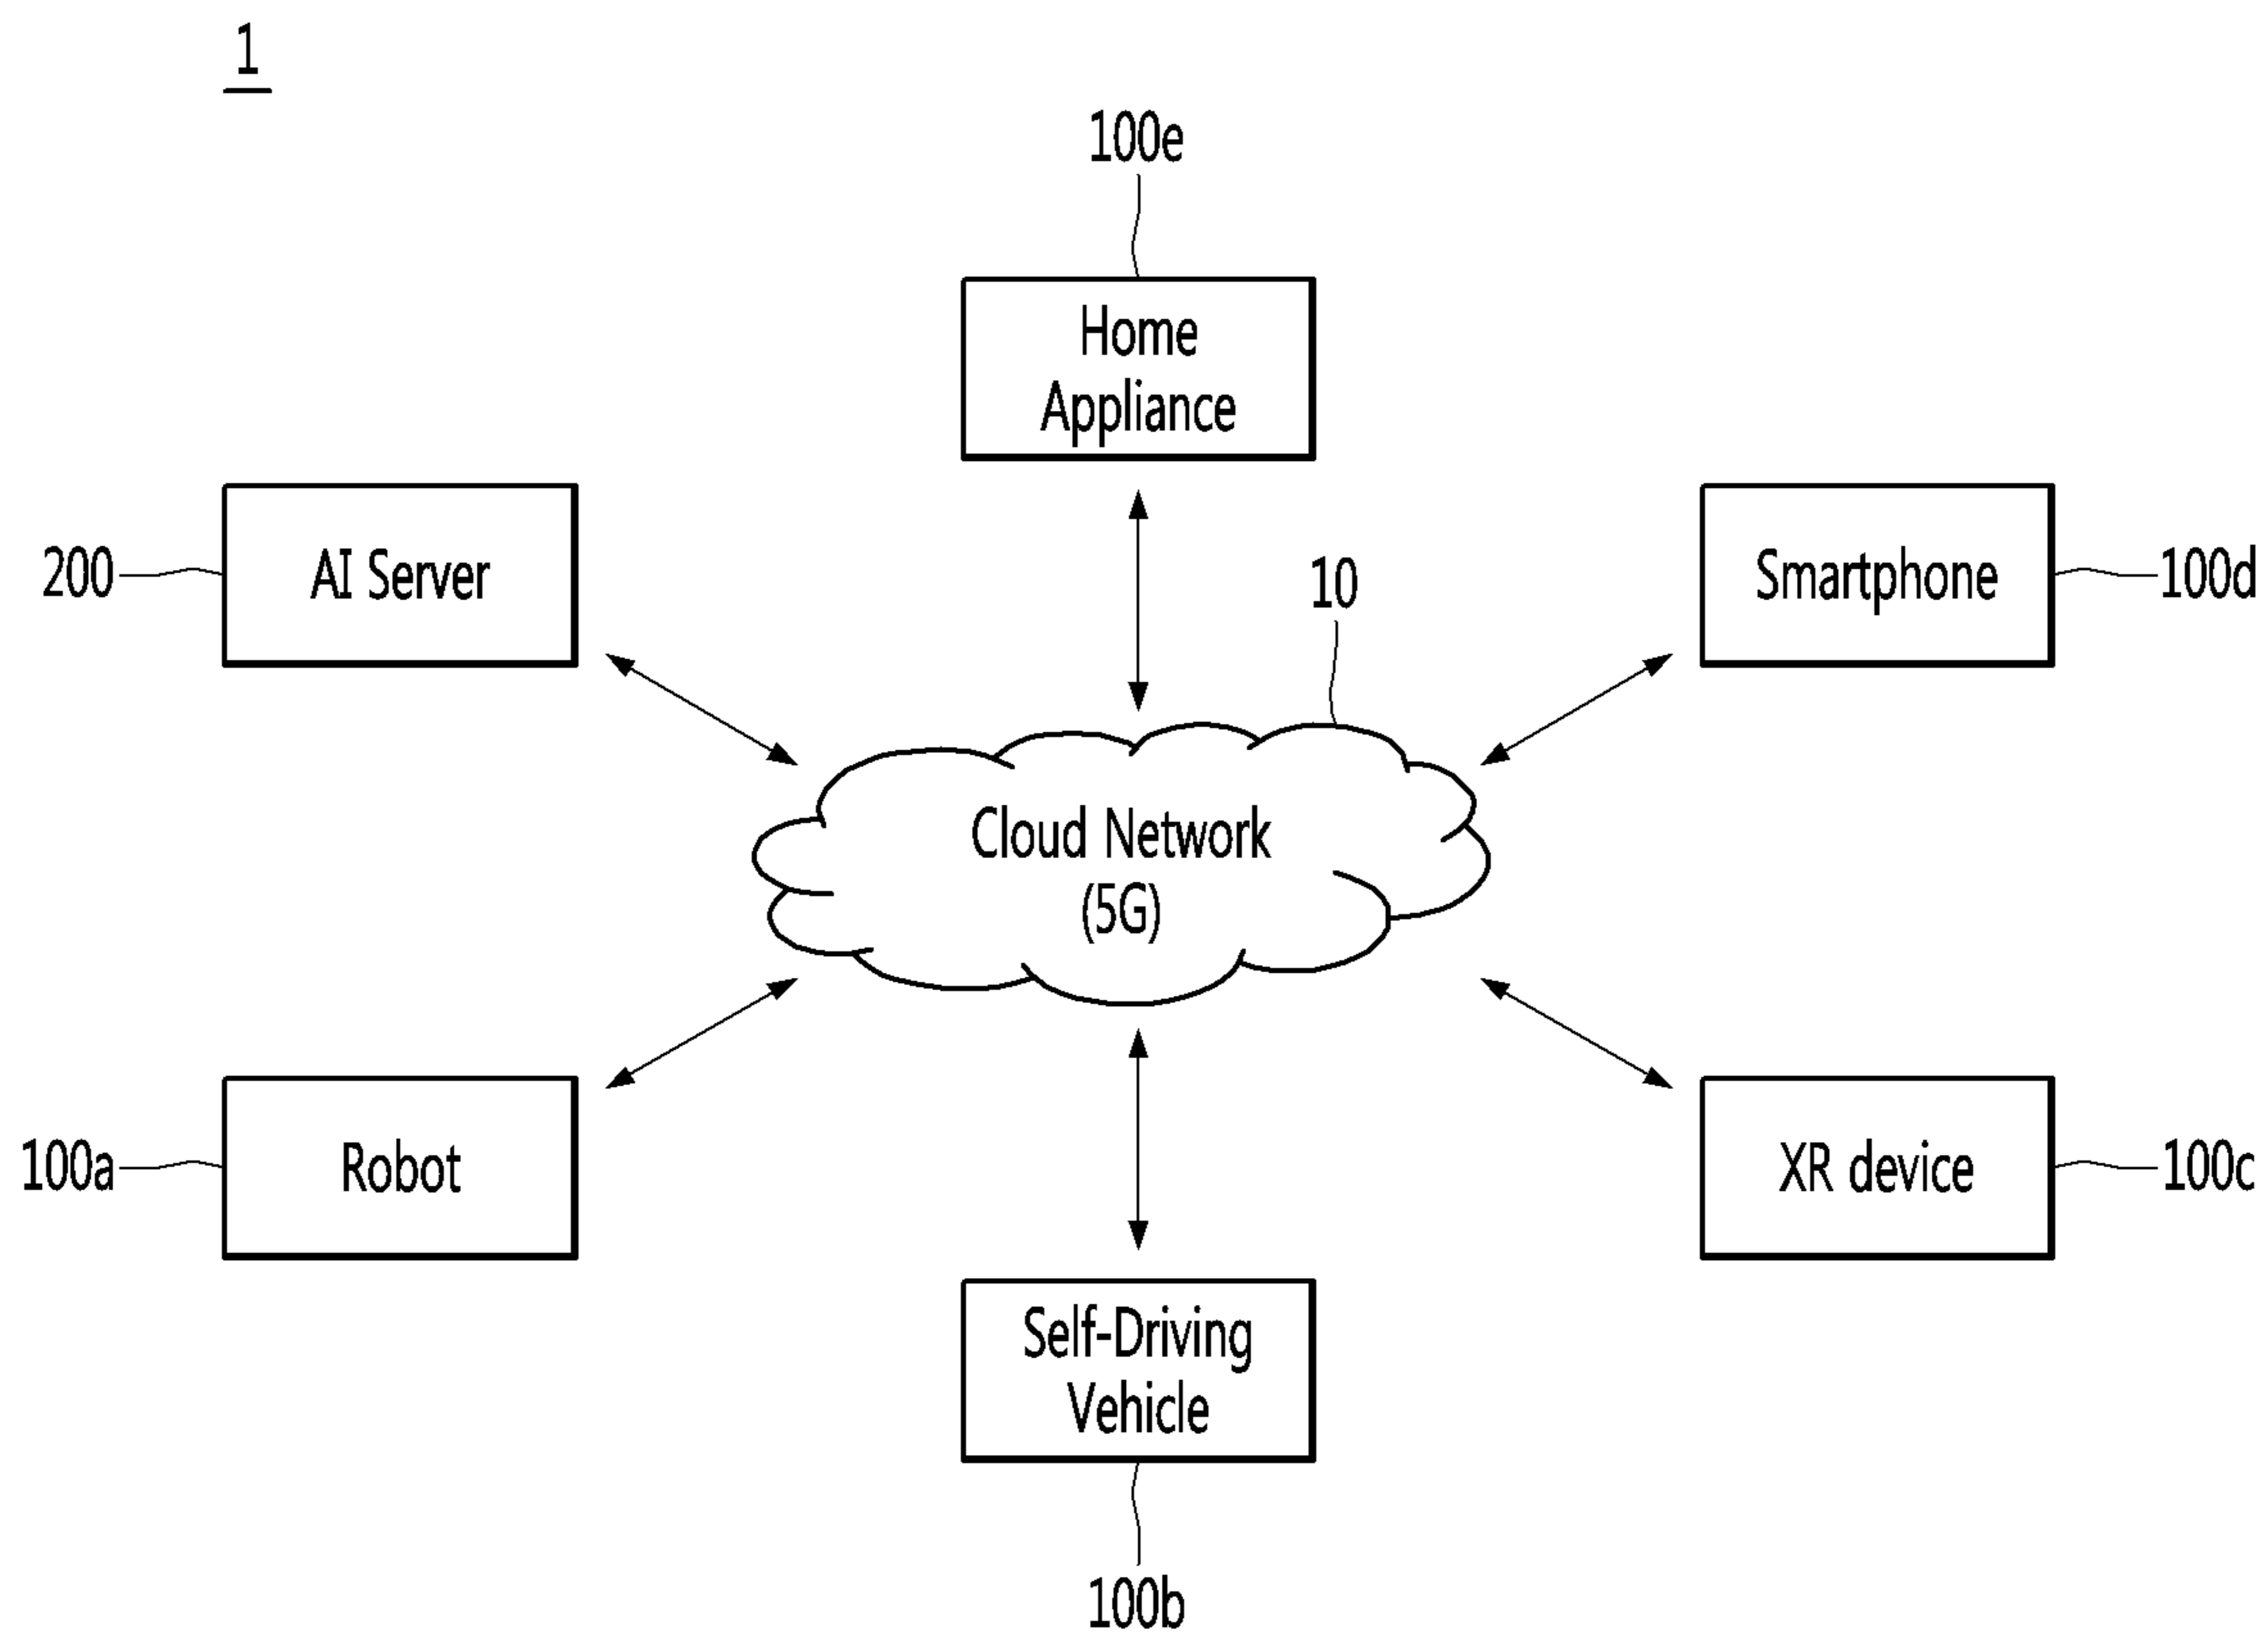 1
100e
Home
Appliance
200
AI Server
10
Smartphone
100d
Cloud Network
(5G)
100a
Robot
XR device
100c
Self-Driving
Vehicle
100b